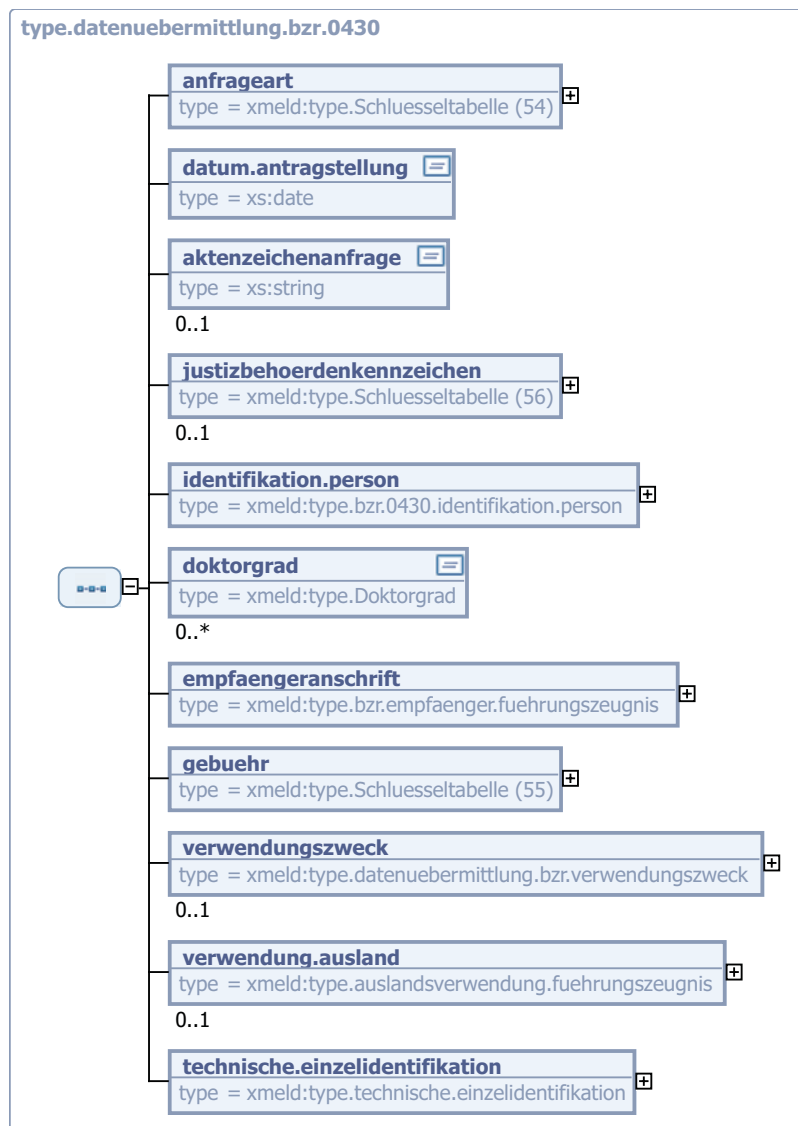 type.datenuebermittlung.bzr.0430
anfrageart
type = xmeld:type.Schluesseltabelle (54)
datum.antragstellung
type = xs:date
aktenzeichenanfrage
type = xs:string
0..1
justizbehoerdenkennzeichen
type = xmeld:type.Schluesseltabelle (56)
0..1
identifikation.person
type = xmeld:type.bzr.0430.identifikation.person
doktorgrad
type = xmeld:type.Doktorgrad
0..*
empfaengeranschrift
type = xmeld:type.bzr.empfaenger.fuehrungszeugnis
gebuehr
type = xmeld:type.Schluesseltabelle (55)
verwendungszweck
type = xmeld:type.datenuebermittlung.bzr.verwendungszweck
0..1
verwendung.ausland
type = xmeld:type.auslandsverwendung.fuehrungszeugnis
0..1
technische.einzelidentifikation
type = xmeld:type.technische.einzelidentifikation